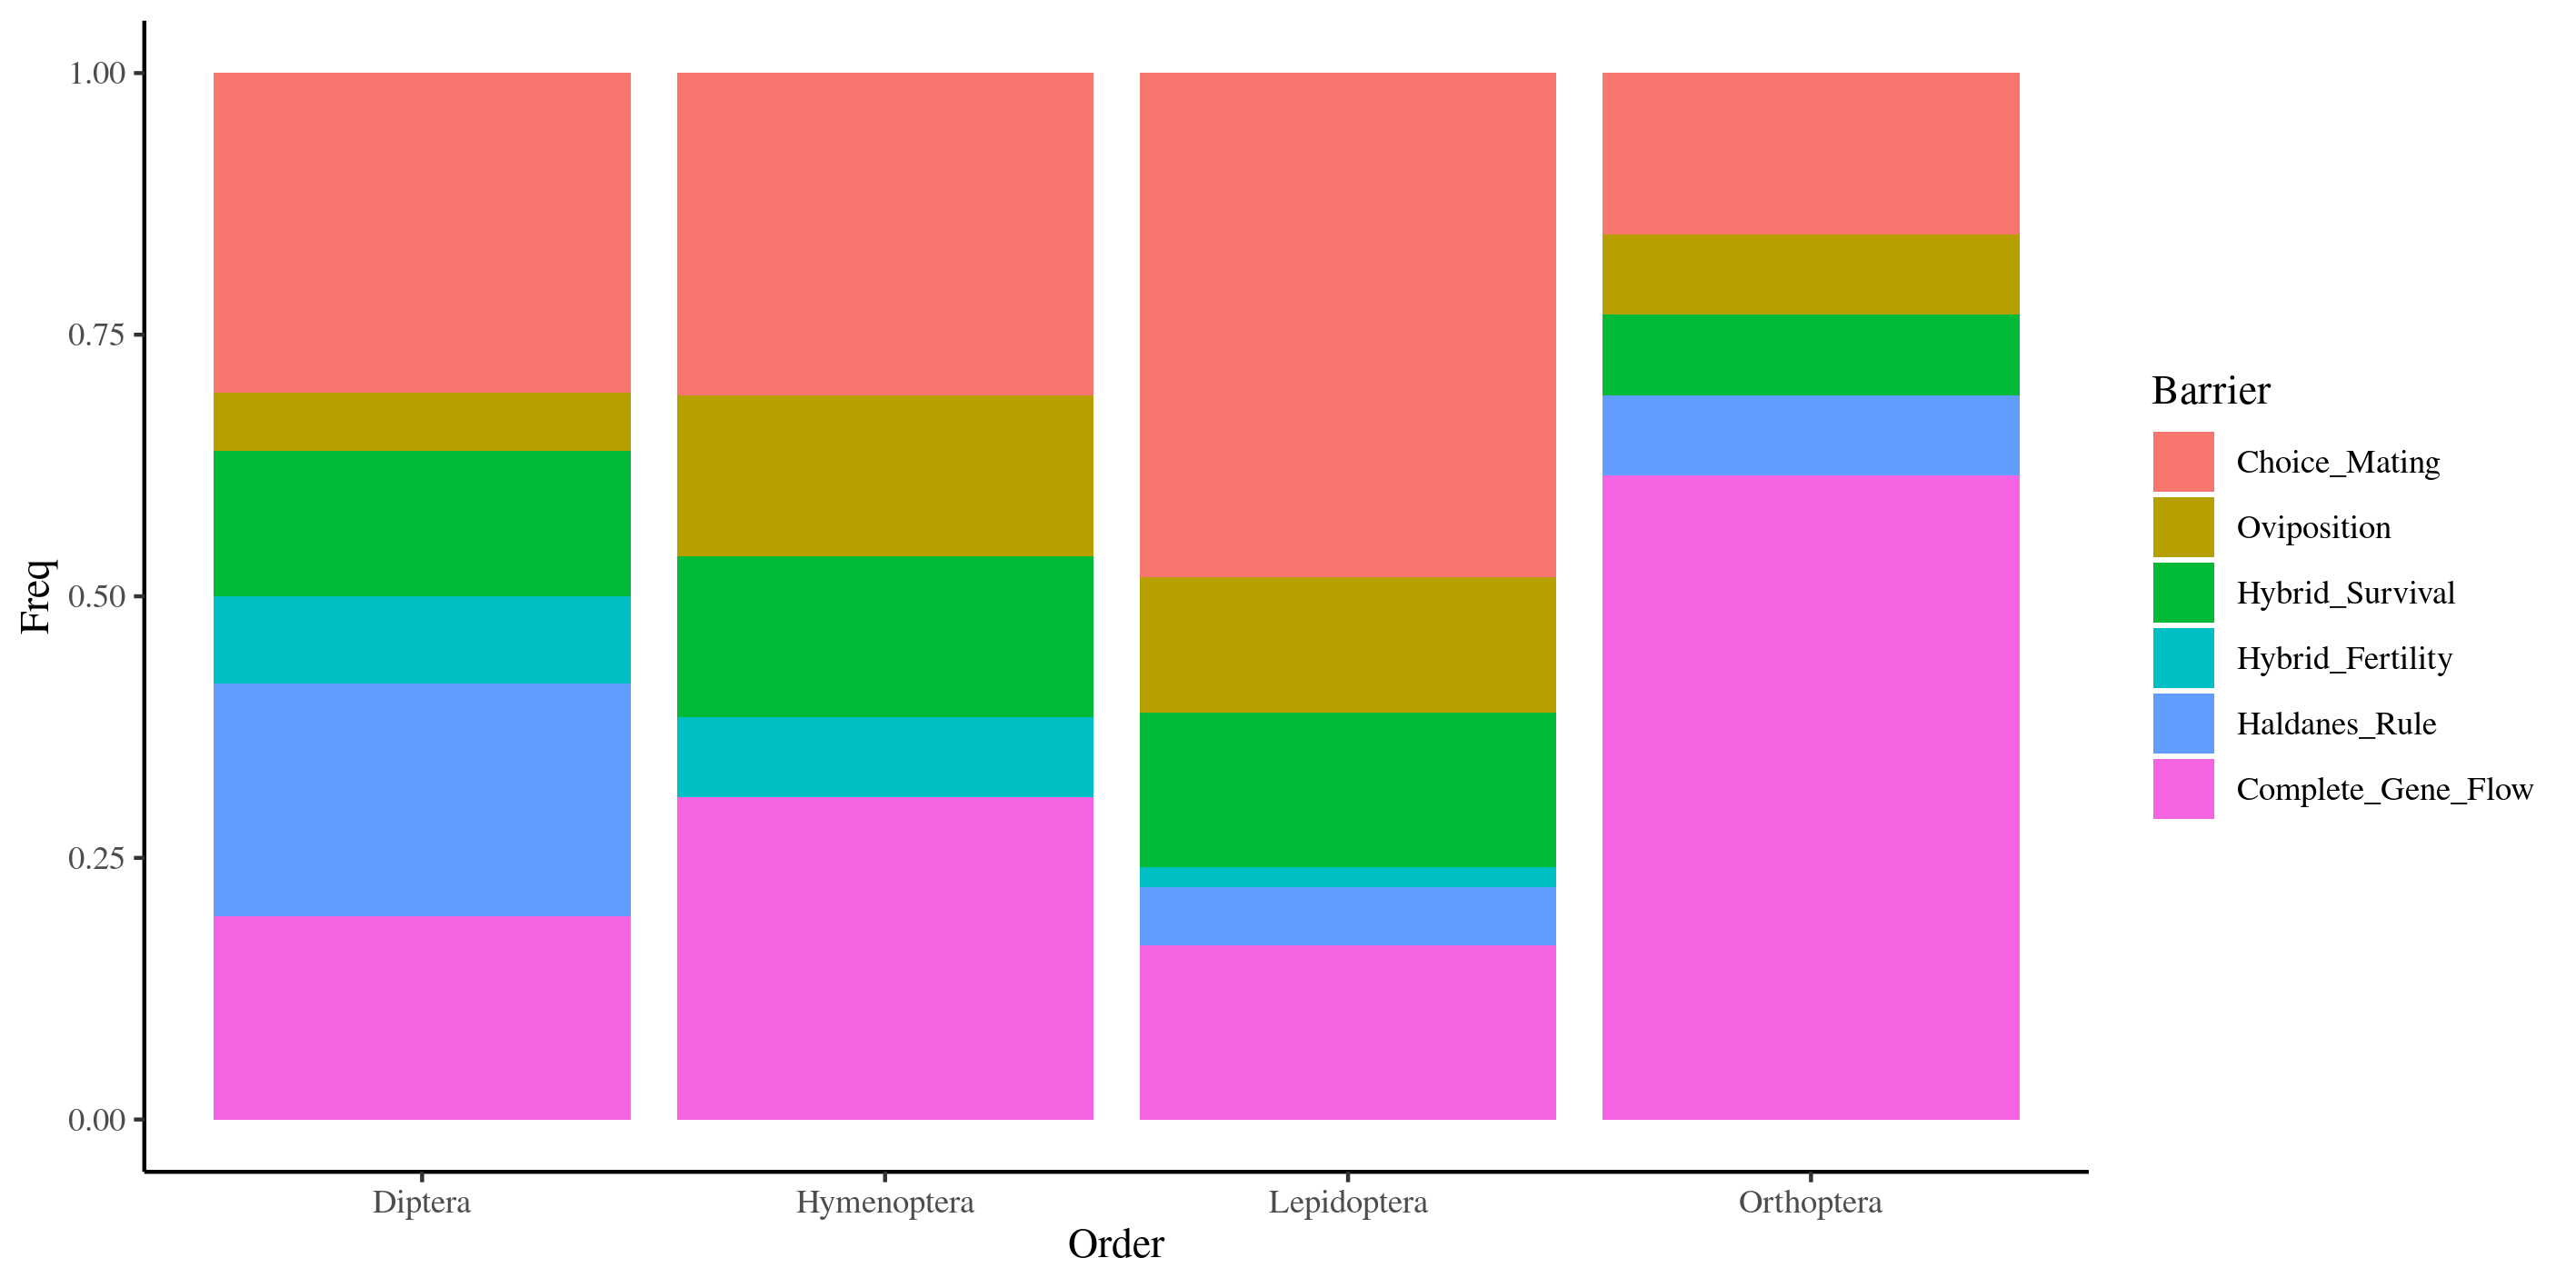 1.00
0.75
0.50
0.25
0.00
Freq
Diptera
Hymenoptera
Lepidoptera
Orthoptera
Order
Barrier
Choice_Mating
Oviposition
Hybrid_Survival
Hybrid_Fertility
Haldanes_Rule
Complete_Gene_Flow